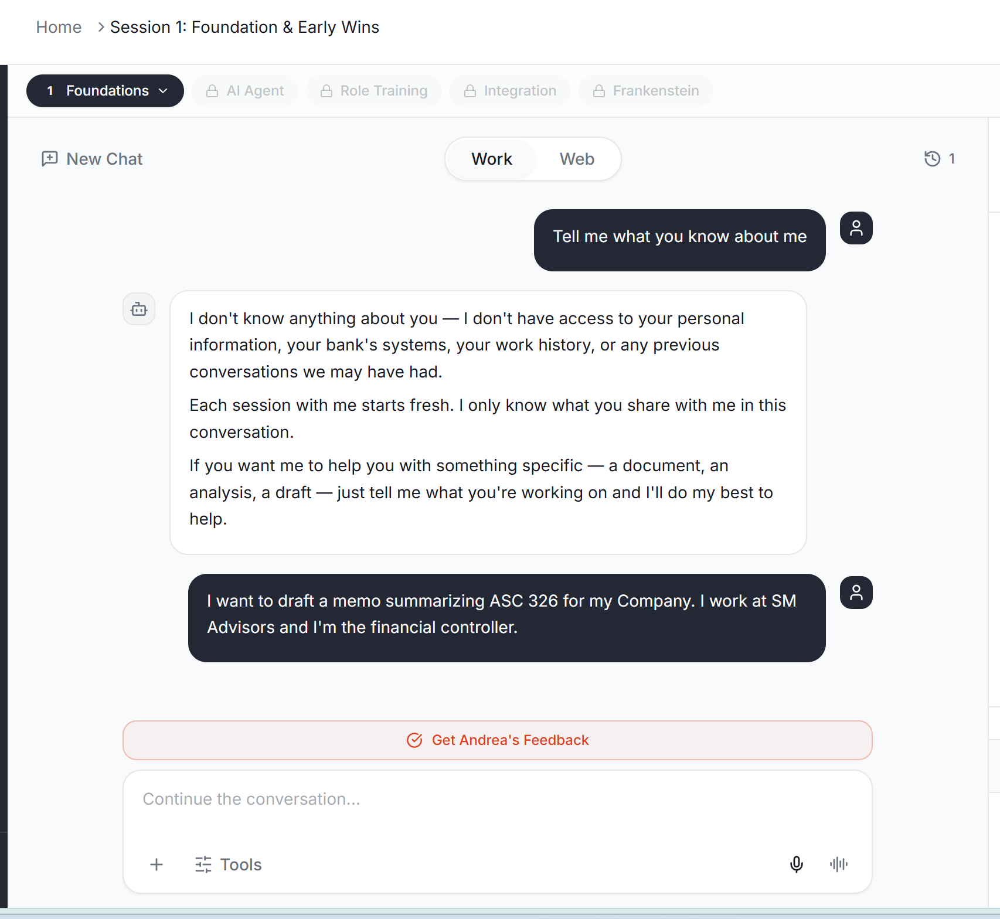 Home > Session 1: Foundation & Early Wins
1 Foundations AI Agent Role Training Integration Frankenstein
New Chat Work Web 1
Tell me what you know about me
I don't know anything about you — I don't have access to your personal
information, your bank's systems, your work history, or any previous
conversations we may have had.
Each session with me starts fresh. I only know what you share with me in this
conversation.
If you want me to help you with something specific — a document, an
analysis, a draft — just tell me what you're working on and I'll do my best to
help.
I want to draft a memo summarizing ASC 326 for my Company. I work at SM
Advisors and I'm the financial controller.
Get Andrea's Feedback
Continue the conversation...
Tools